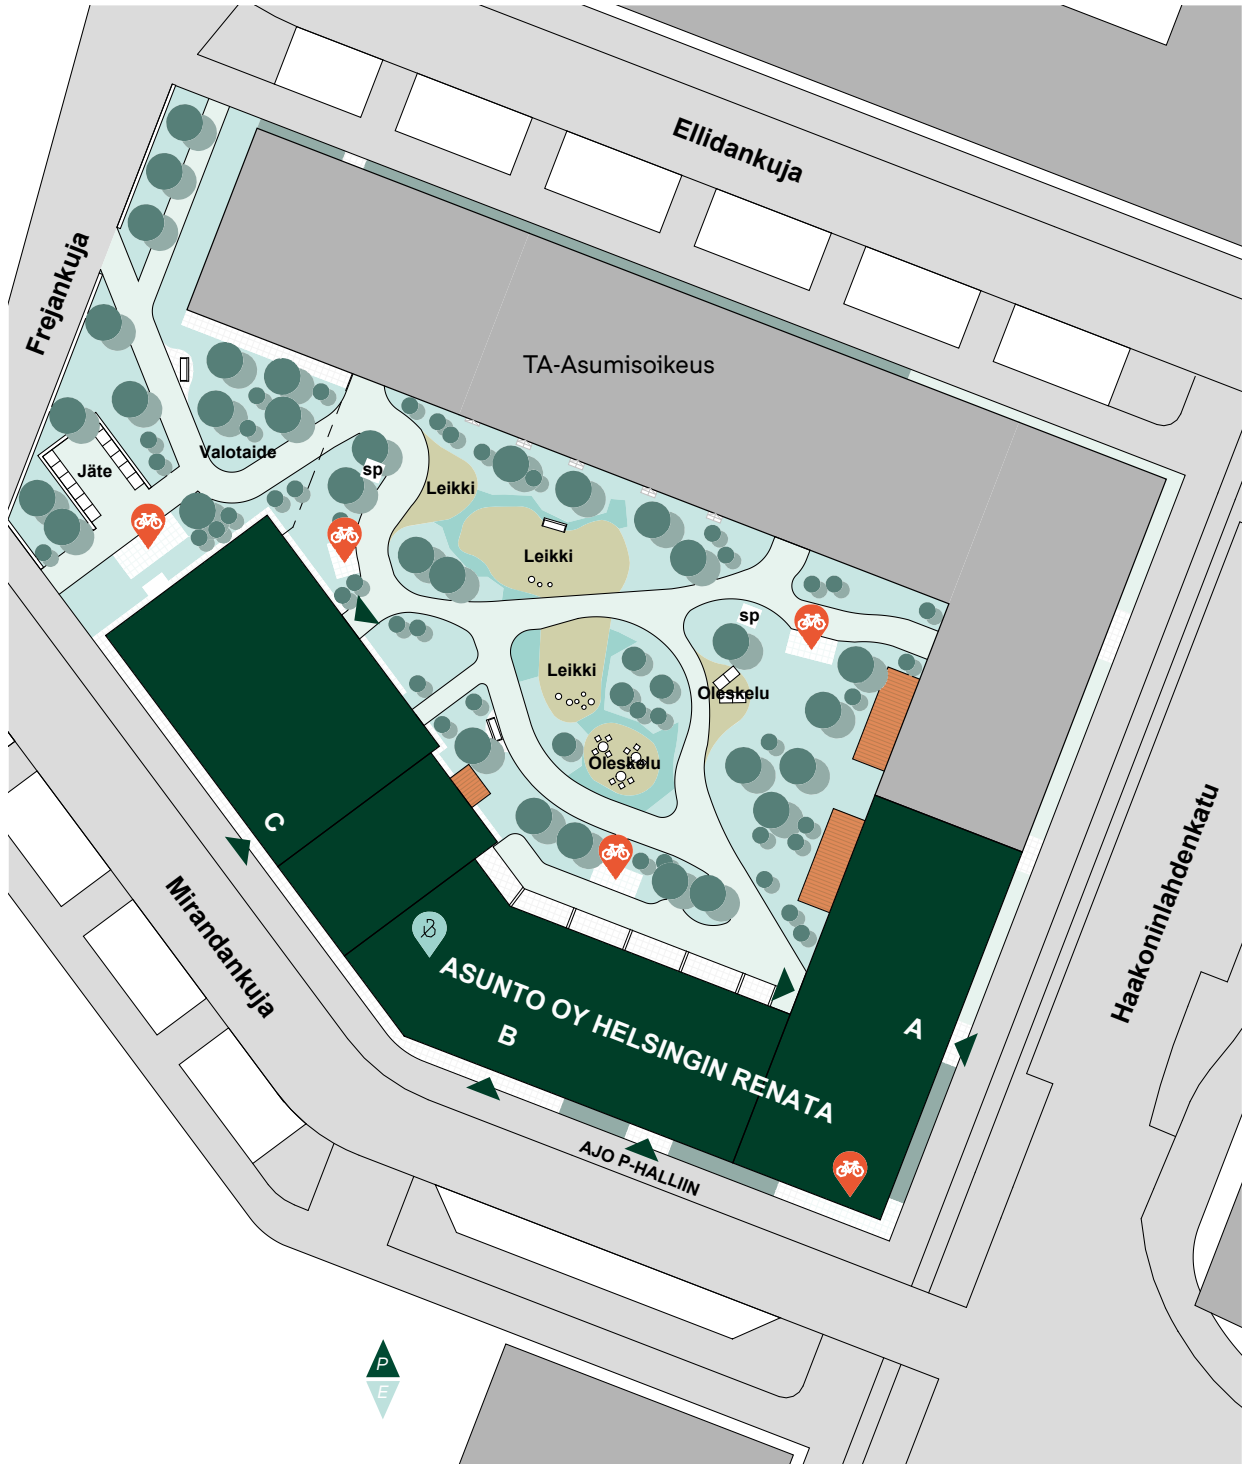 Ellidankuja
Frejankuja
TA-Asumisoikeus
Valotaide
Jäte
sp
Leikki
Leikki
sp
Leikki
Oleskelu
Oleskelu
C
Mirandankuja
Haakoninlahdenkatu
ASUNTO OY HELSINGIN RENATA
B
A
AJO P-HALLIIN
P
E